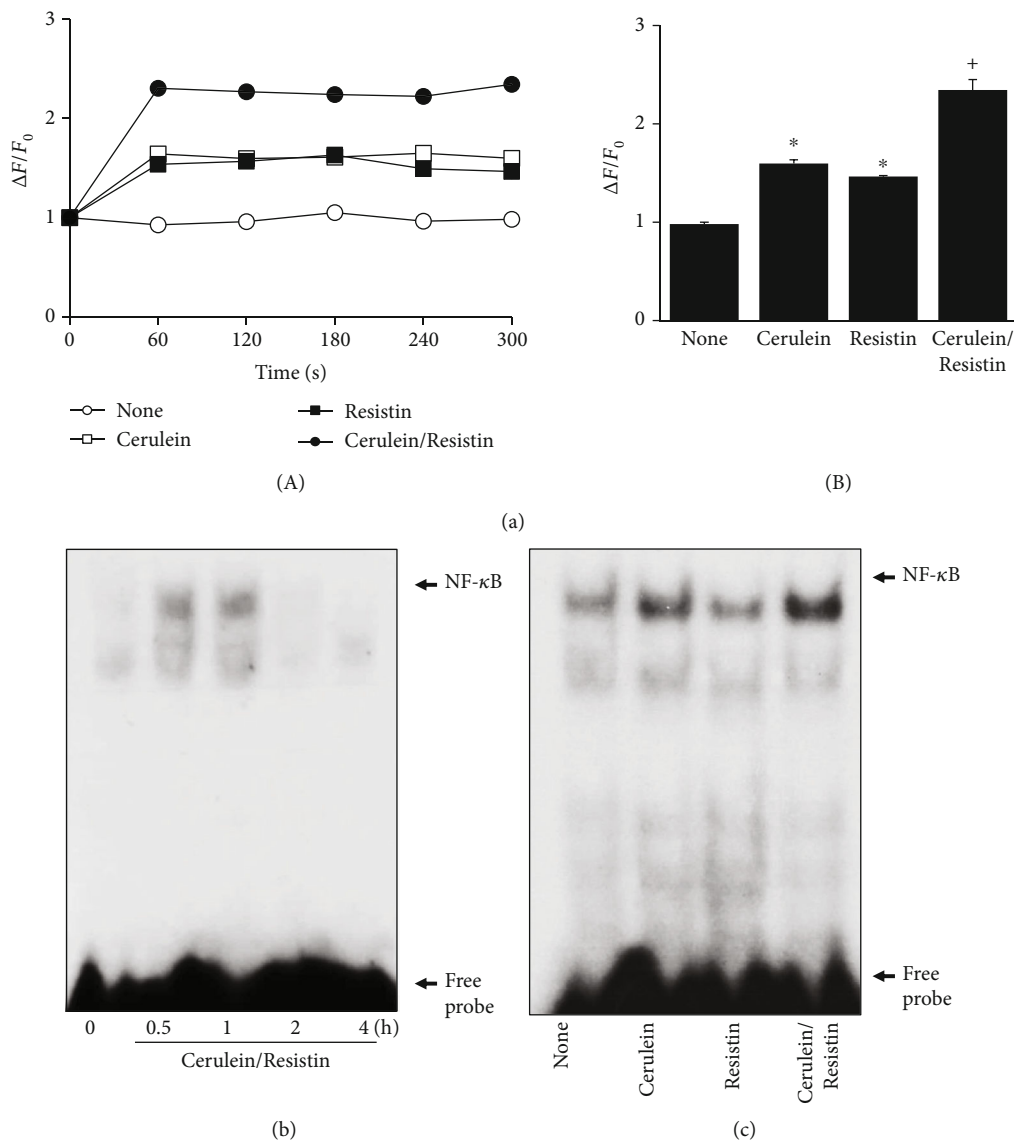 3
2
1
0
ΔF/F0
0 60 120 180 240 300
Time (s)
None
Cerulein
Resistin
Cerulein/Resistin
(A)
3
2
1
0
ΔF/F0
*
*
+
None Cerulein Resistin Cerulein/
Resistin
(B)
(a)
NF-κB
Free
probe
0 0.5 1 2 4 (h)
Cerulein/Resistin
(b)
NF-κB
Free
probe
None
Cerulein
Resistin
Cerulein/
Resistin
(c)